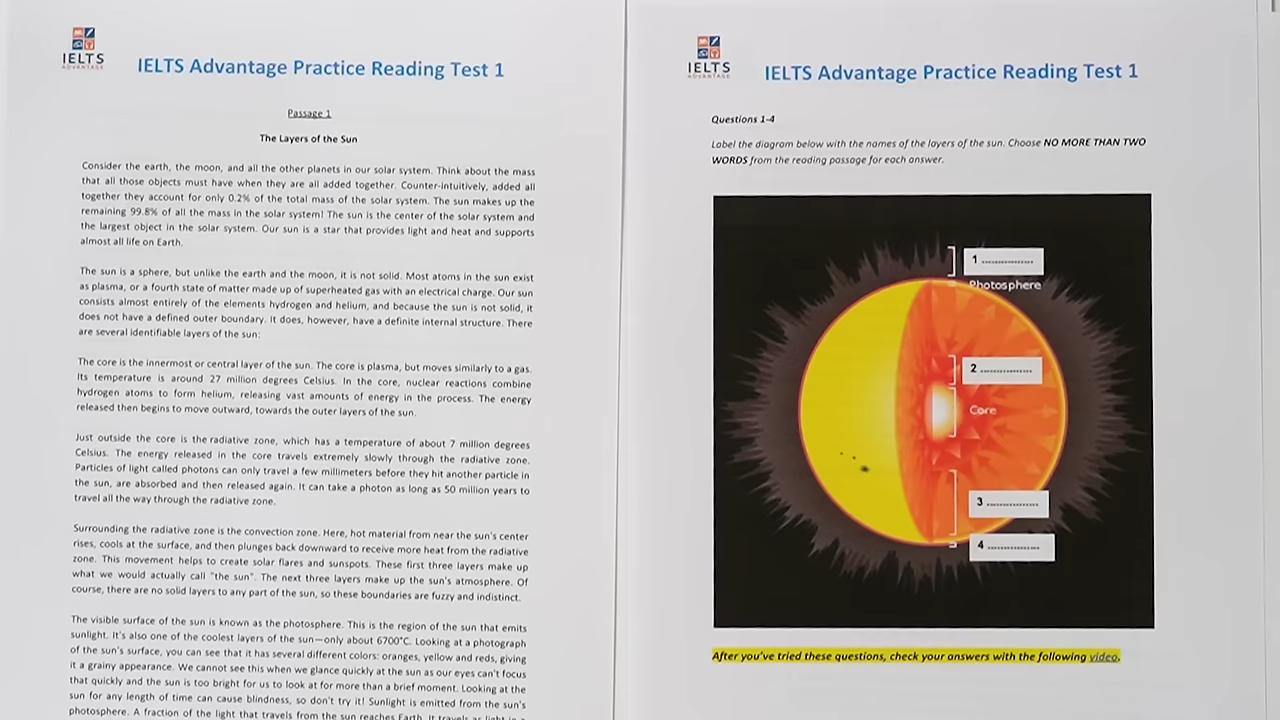 IELTS
ADVANTAGE
IELTS Advantage Practice Reading Test 1
Passage 1
The Layers of the Sun
Consider the earth, the moon, and all the other planets in our solar system. Think about the mass
that all those objects must have when they are all added together. Counter-intuitively, added all
together they account for only 0.2% of the total mass of the solar system. The sun makes up the
remaining 99.8% of all the mass in the solar system! The sun is the center of the solar system and
the largest object in the solar system. Our sun is a star that provides light and heat and supports
almost all life on Earth.
The sun is a sphere, but unlike the earth and the moon, it is not solid. Most atoms in the sun exist
as plasma, or a fourth state of matter made up of superheated gas with an electrical charge. Our sun
consists almost entirely of the elements hydrogen and helium, and because the sun is not solid, it
does not have a defined outer boundary. It does, however, have a definite internal structure. There
are several identifiable layers of the sun:
The core is the innermost or central layer of the sun. The core is plasma, but moves similarly to a gas.
Its temperature is around 27 million degrees Celsius. In the core, nuclear reactions combine
hydrogen atoms to form helium, releasing vast amounts of energy in the process. The energy
released then begins to move outward, towards the outer layers of the sun.
Just outside the core is the radiative zone, which has a temperature of about 7 million degrees
Celsius. The energy released in the core travels extremely slowly through the radiative zone.
Particles of light called photons can only travel a few millimeters before they hit another particle in
the sun, are absorbed and then released again. It can take a photon as long as 50 million years to
travel all the way through the radiative zone.
Surrounding the radiative zone is the convection zone. Here, hot material from near the sun's center
rises, cools at the surface, and then plunges back downward to receive more heat from the radiative
zone. This movement helps to create solar flares and sunspots. These first three layers make up
what we would actually call "the sun". The next three layers make up the sun's atmosphere. Of
course, there are no solid layers to any part of the sun, so these boundaries are fuzzy and indistinct.
The visible surface of the sun is known as the photosphere. This is the region of the sun that emits
sunlight. It's also one of the coolest layers of the sun—only about 6700°C. Looking at a photograph
of the sun's surface, you can see that it has several different colors: oranges, yellow and reds, giving
it a grainy appearance. We cannot see this when we glance quickly at the sun as our eyes can't focus
that quickly and the sun is too bright for us to look at for more than a brief moment. Looking at the
sun for any length of time can cause blindness, so don't try it! Sunlight is emitted from the sun's
photosphere. A fraction of the light that travels from the sun reaches Earth. It travels as light in a
IELTS
ADVANTAGE
IELTS Advantage Practice Reading Test 1
Questions 1-4
Label the diagram below with the names of the layers of the sun. Choose NO MORE THAN TWO
WORDS from the reading passage for each answer.
1 ...............
Photosphere
2 ...............
Core
3 ...............
4 ...............
After you've tried these questions, check your answers with the following video.